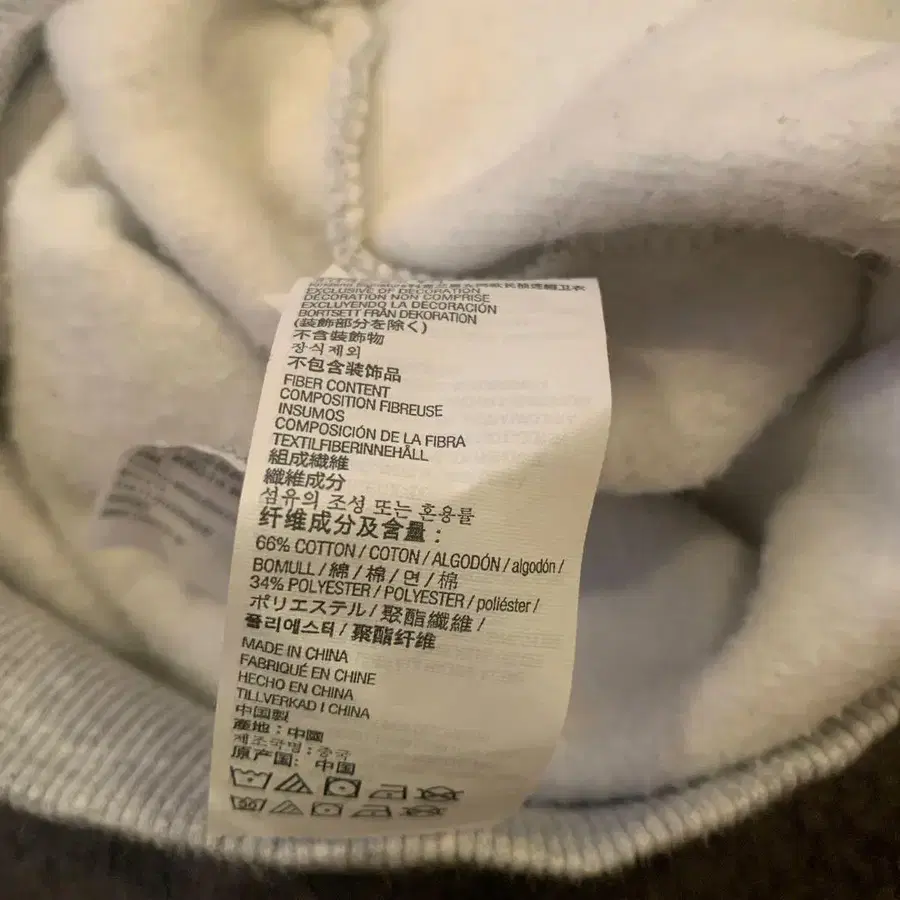 EXCLUSIVE OF DECORATION
DÉCORATION NON COMPRISE
EXCLUYENDO LA DECORACIÓN
BORTSETT FRÅN DEKORATION
(装飾部分を除く)
不含裝飾物
장식제외
不包含装饰品
FIBER CONTENT
COMPOSITION FIBREUSE
INSUMOS
COMPOSICIÓN DE LA FIBRA
TEXTILFIBERINNEHÅLL
組成繊維
纖維成分
섬유의 조성 또는 혼용률
纤维成分及含量：
66% COTTON / COTON / ALGODÓN / algodón /
BOMULL / 綿 / 棉 / 면 / 棉
34% POLYESTER / POLYESTER / poliéster /
ポリエステル / 聚酯纖維 /
폴리에스터 / 聚酯纤维
MADE IN CHINA
FABRIQUÉ EN CHINE
HECHO EN CHINA
TILLVERKAD I CHINA
中国製
產地：中國
제조국명：중국
原产国：中国